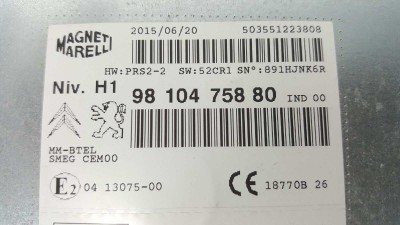 MAGNETI
MARELLI
2015/06/20 503551223808
HW:PRS2-2 SW:52CR1 SN°:891HJNK6R
Niv. H1 98 104 758 80 IND 00
MM-BTEL
SMEG CEM00
E2 04 13075-00 CE 18770B 26